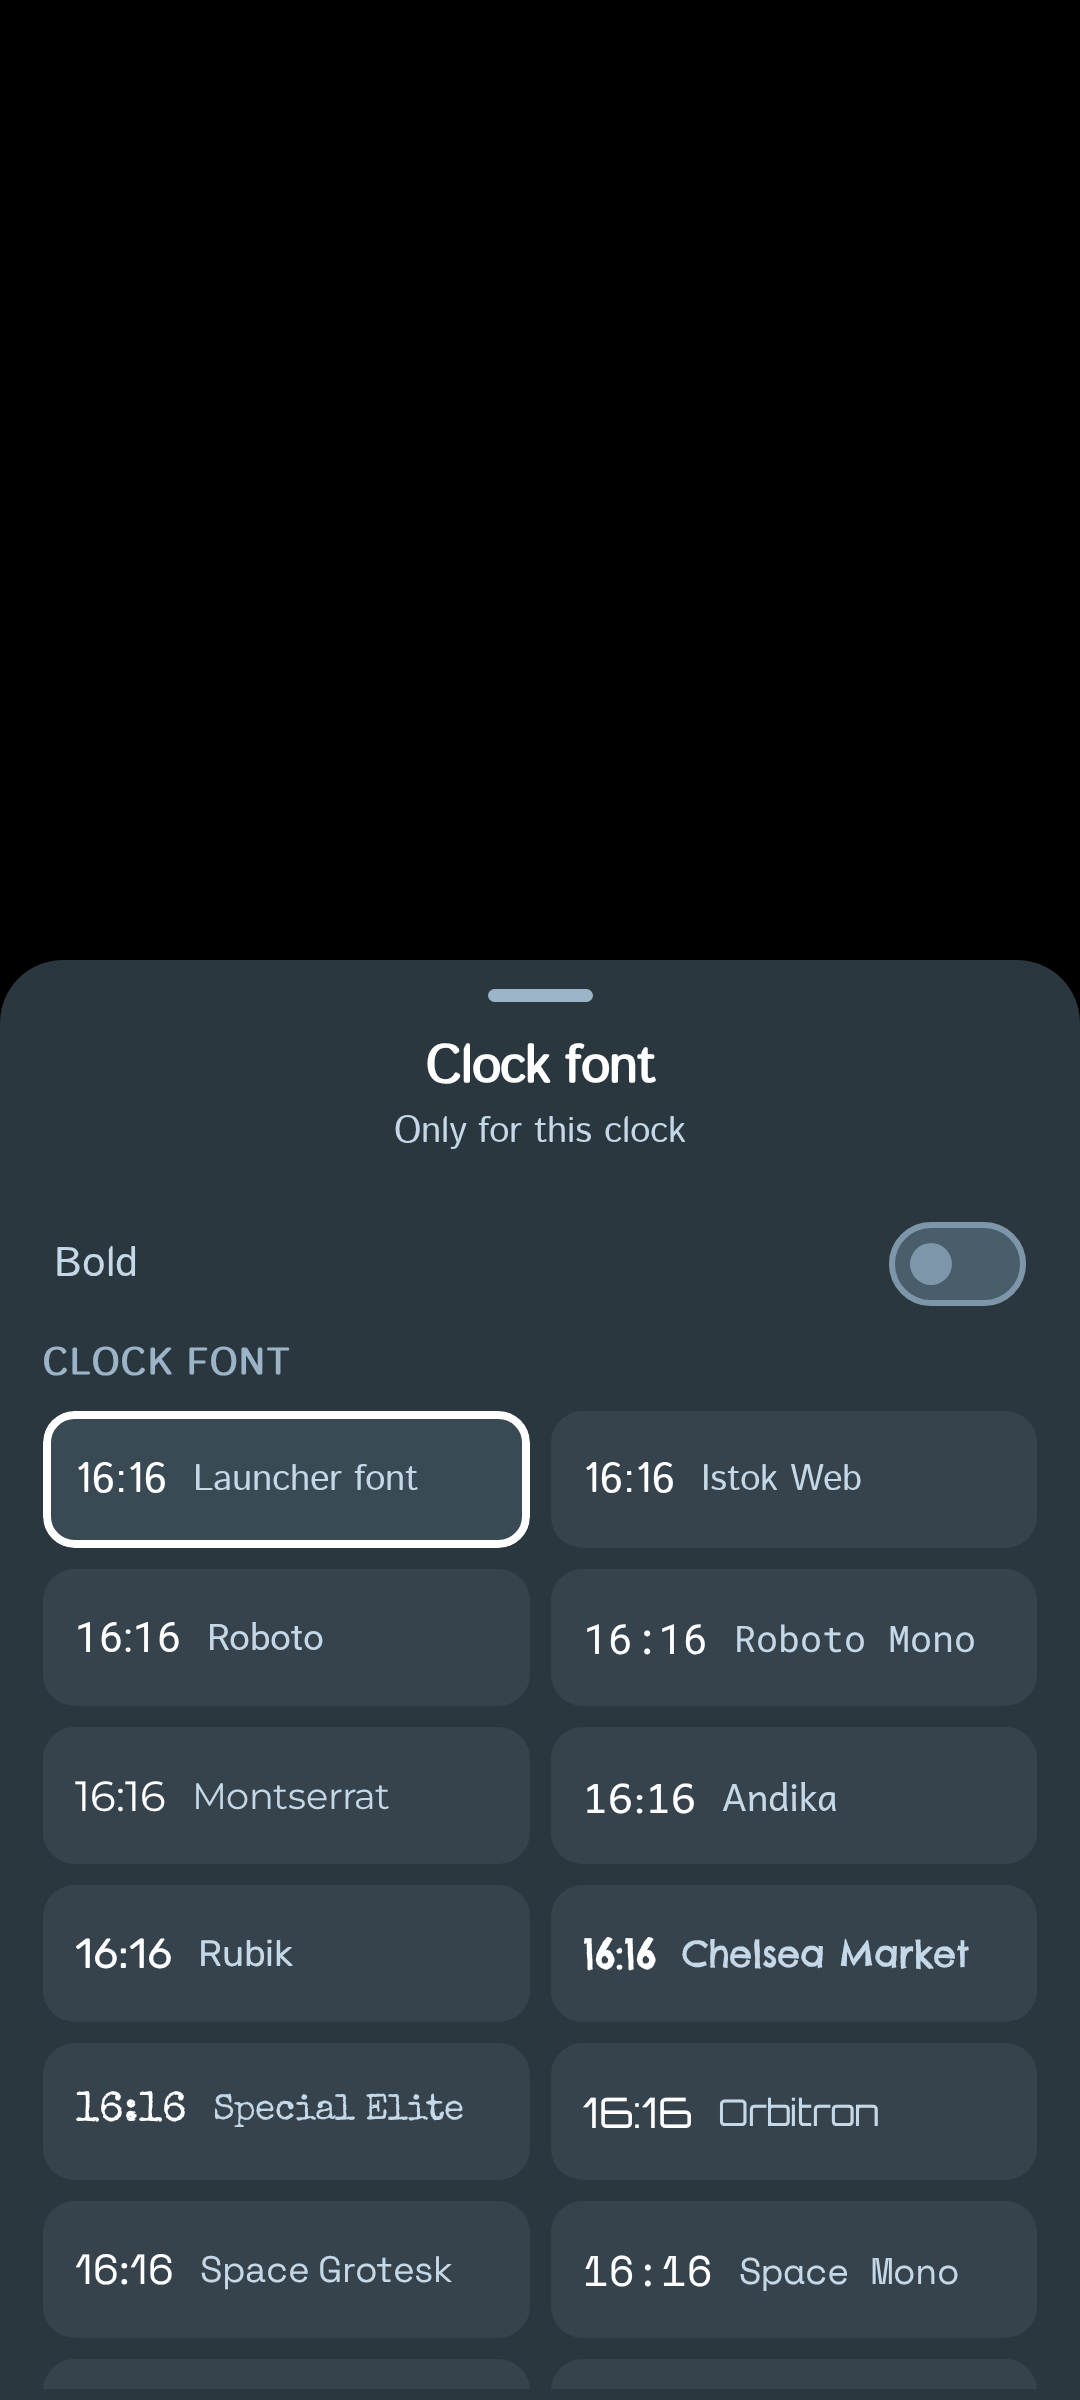 Clock font
Only for this clock
Bold
CLOCK FONT
16:16 Launcher font
16:16 Istok Web
16:16 Roboto
16:16 Roboto Mono
16:16 Montserrat
16:16 Andika
16:16 Rubik
16:16 Chelsea Market
16:16 Special Elite
16:16 Orbitron
16:16 Space Grotesk
16:16 Space Mono